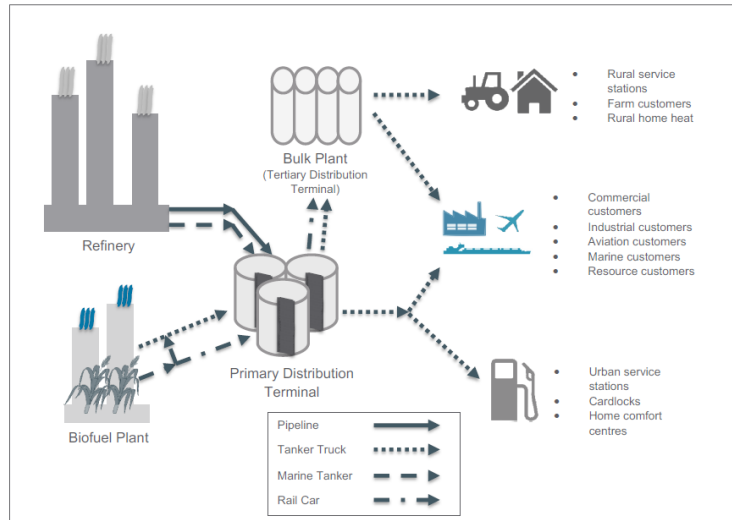 Refinery
Biofuel Plant
Bulk Plant
(Tertiary Distribution
Terminal)
Primary Distribution
Terminal
• Rural service
stations
• Farm customers
• Rural home heat
• Commercial
customers
• Industrial customers
• Aviation customers
• Marine customers
• Resource customers
• Urban service
stations
• Cardlocks
• Home comfort
centres
Pipeline
Tanker Truck
Marine Tanker
Rail Car